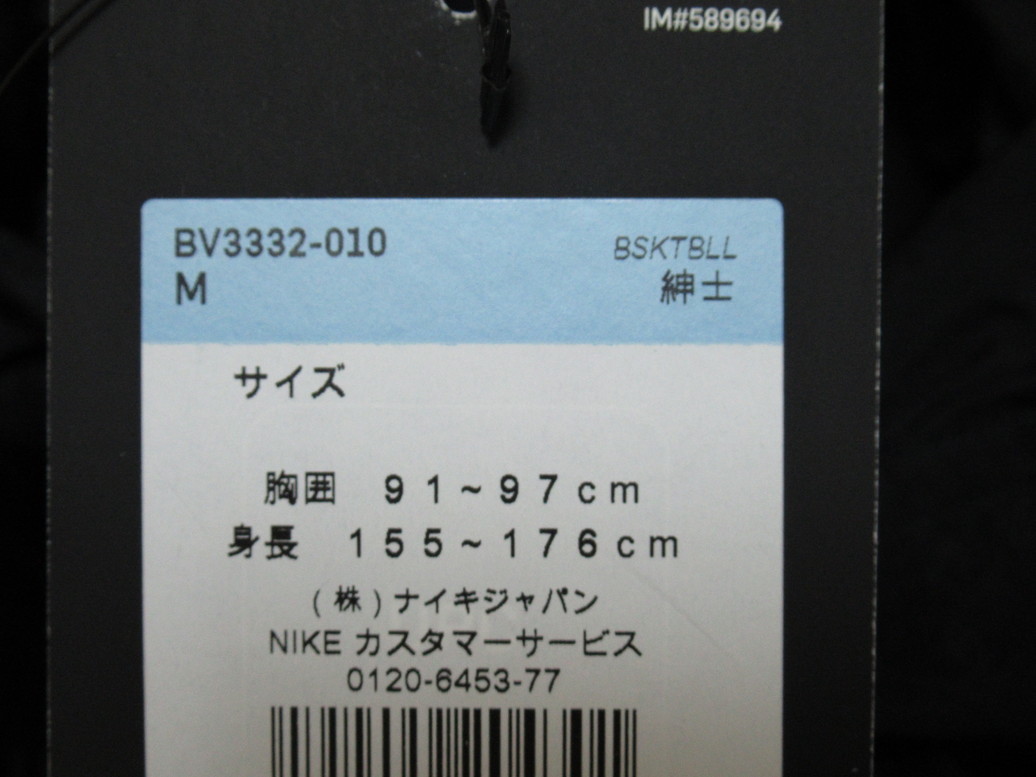 IM#589694
BV3332-010
BSKTBLL
M
紳士
サイズ
胸囲 91~97cm
身長 155~176cm
(株)ナイキジャパン
NIKE カスタマーサービス
0120-6453-77